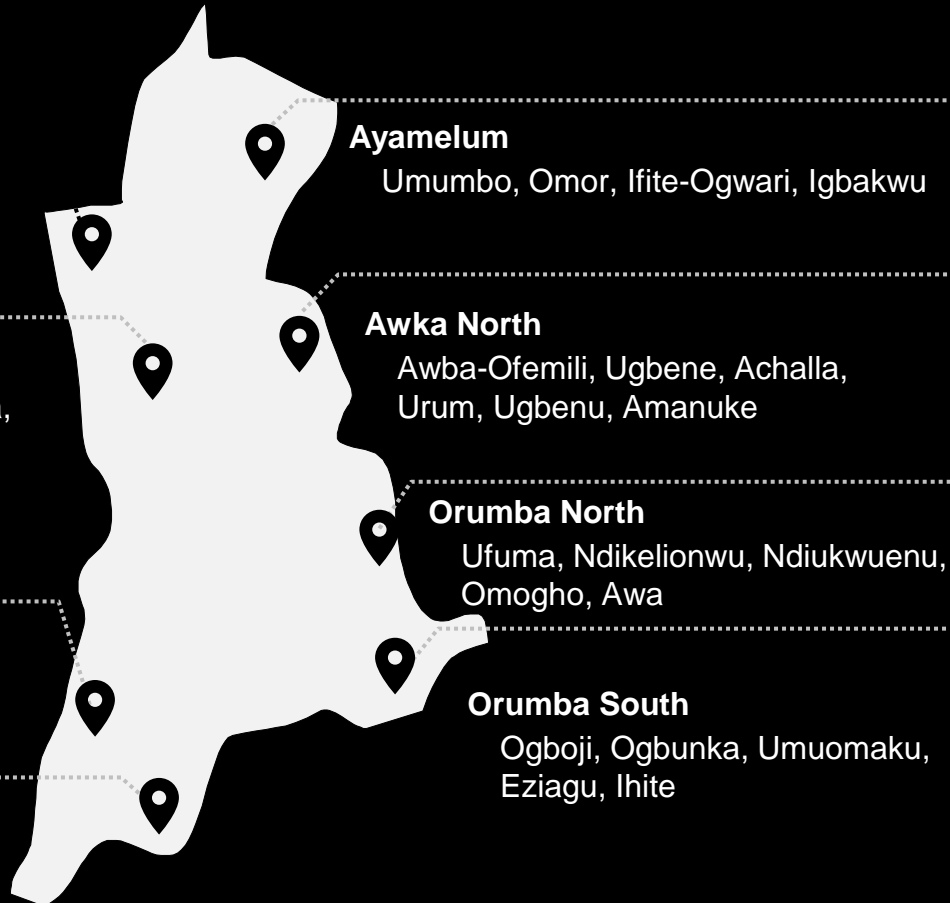 Ayamelum
Umumbo, Omor, Ifite-Ogwari, Igbakwu
Awka North
Awba-Ofemili, Ugbene, Achalla,
Urum, Ugbenu, Amanuke
Orumba North
Ufuma, Ndikelionwu, Ndiukwuenu,
Omogho, Awa
Orumba South
Ogboji, Ogbunka, Umuomaku,
Eziagu, Ihite